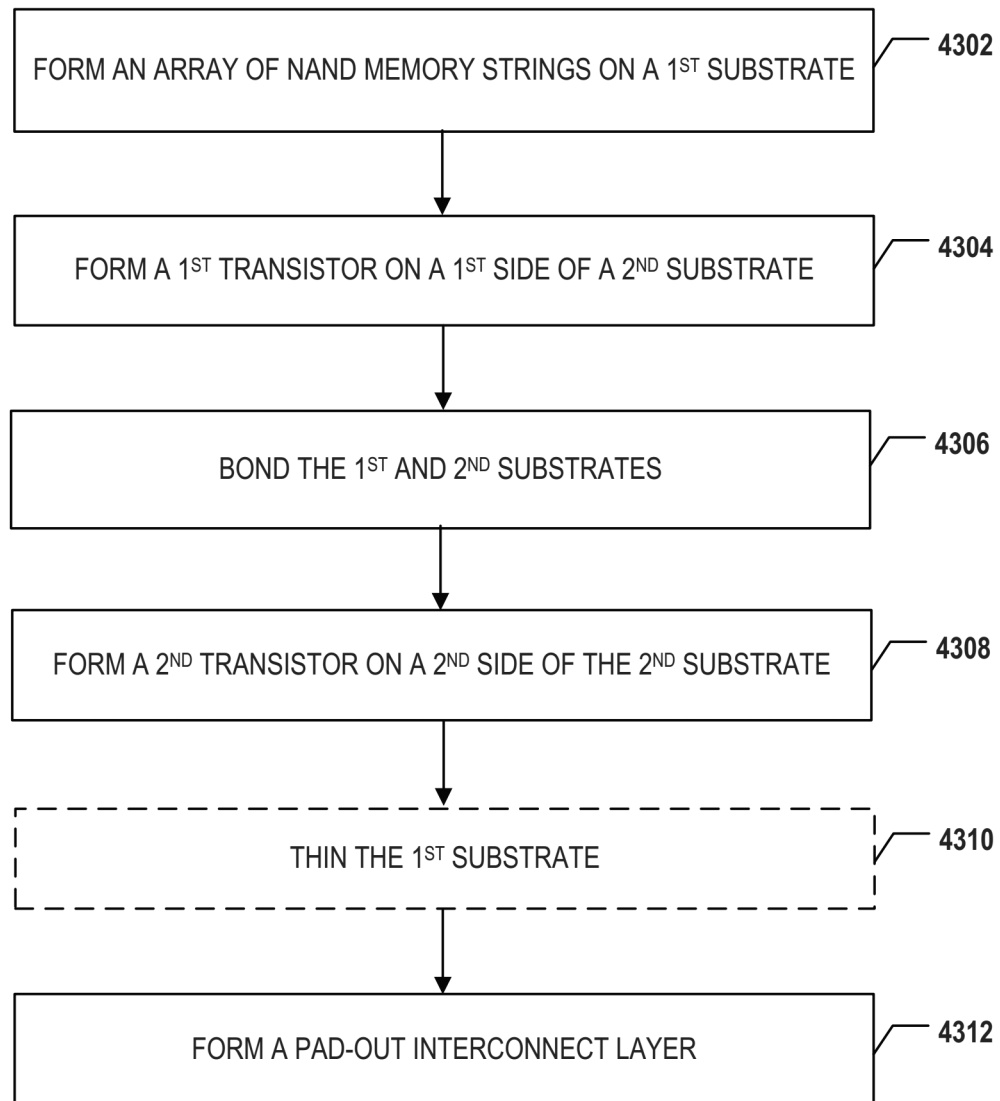 FORM AN ARRAY OF NAND MEMORY STRINGS ON A 1ST SUBSTRATE
4302
FORM A 1ST TRANSISTOR ON A 1ST SIDE OF A 2ND SUBSTRATE
4304
BOND THE 1ST AND 2ND SUBSTRATES
4306
FORM A 2ND TRANSISTOR ON A 2ND SIDE OF THE 2ND SUBSTRATE
4308
THIN THE 1ST SUBSTRATE
4310
FORM A PAD-OUT INTERCONNECT LAYER
4312